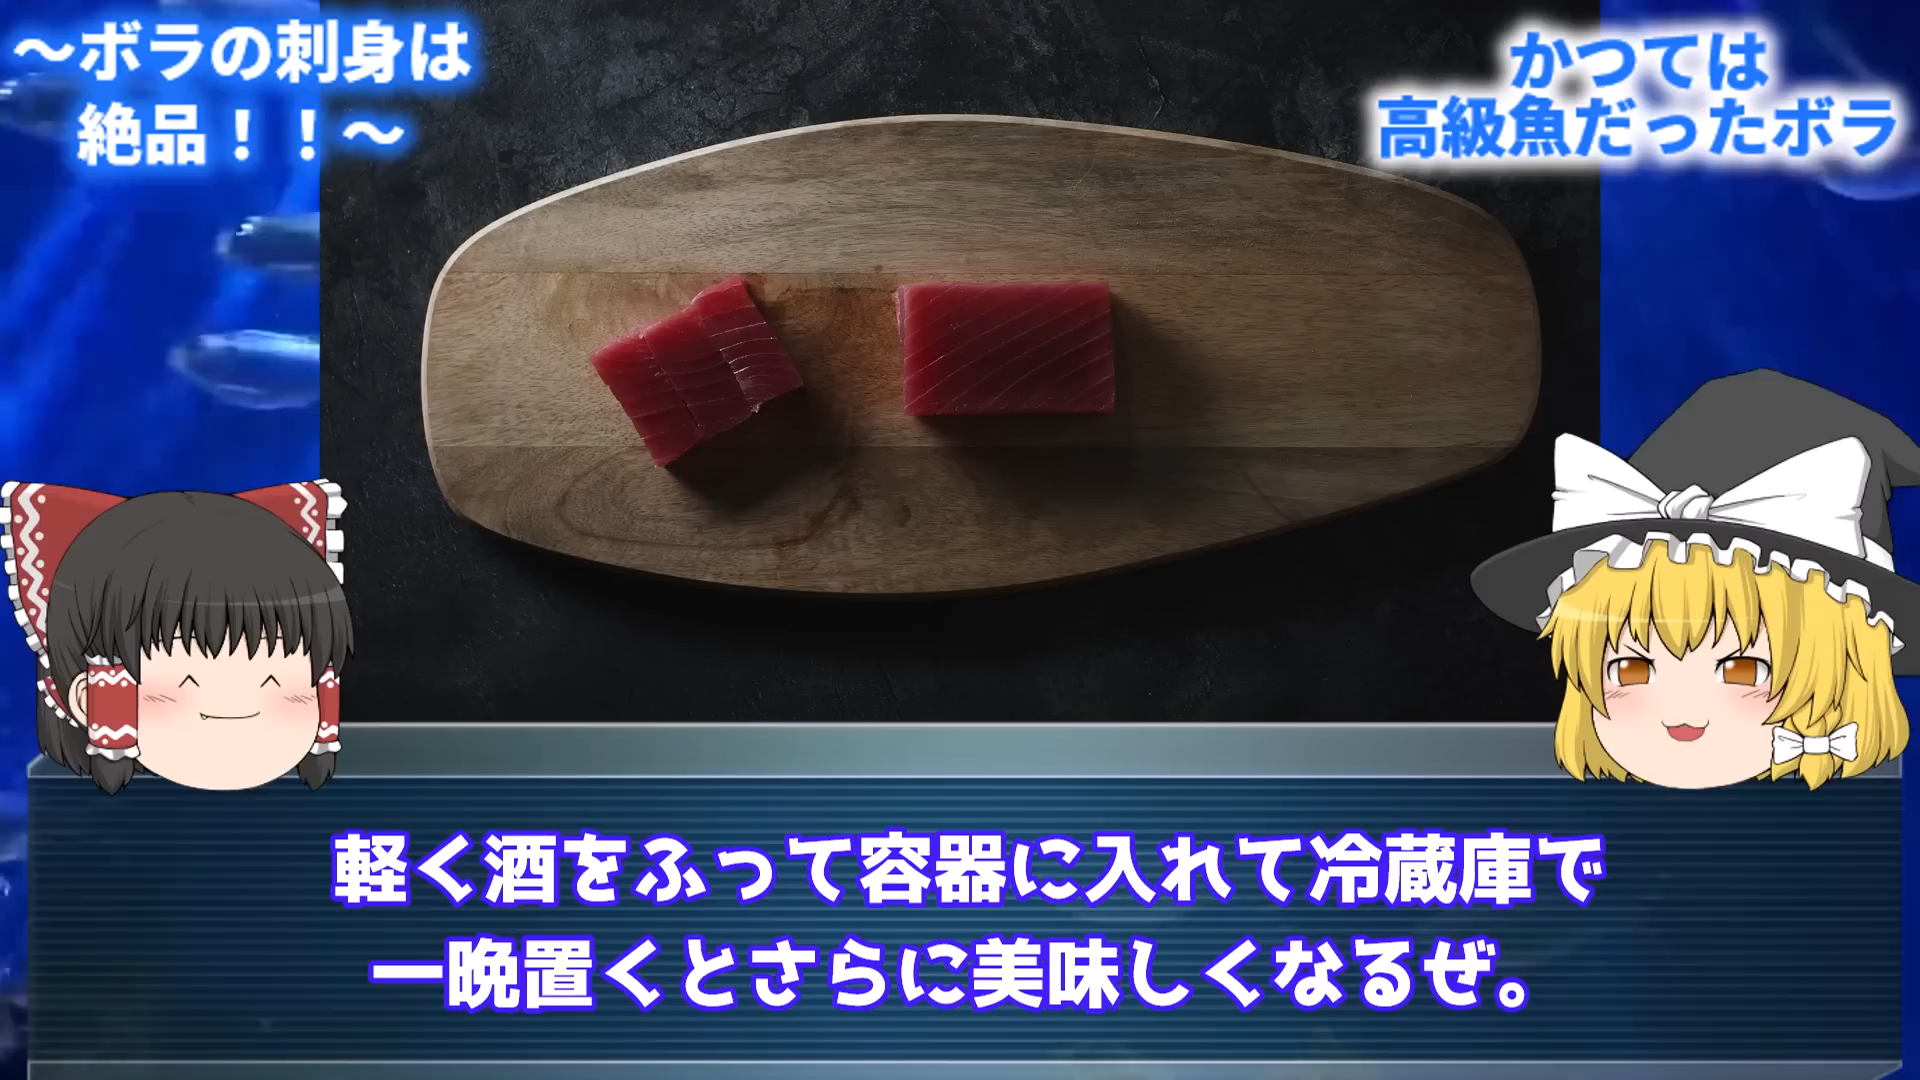 ～ボラの刺身は
絶品！！～
かつては
高級魚だったボラ
軽く酒をふって容器に入れて冷蔵庫で
一晩置くとさらに美味しくなるぜ。